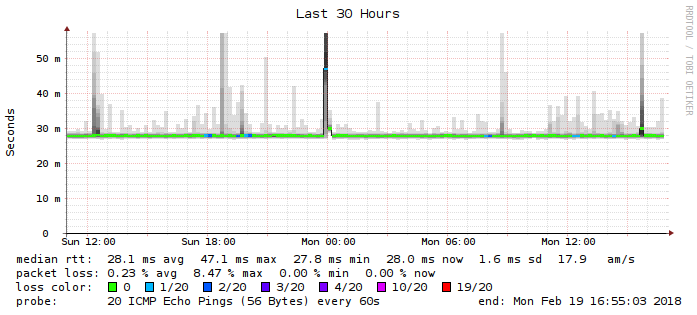 Last 30 Hours
RRDTOOL / TOBI OETIKER
Seconds
50 m
40 m
30 m
20 m
10 m
0
Sun 12:00 Sun 18:00 Mon 00:00 Mon 06:00 Mon 12:00
median rtt: 28.1 ms avg 47.1 ms max 27.8 ms min 28.0 ms now 1.6 ms sd 17.9 am/s
packet loss: 0.23 % avg 8.47 % max 0.00 % min 0.00 % now
loss color: 0 1/20 2/20 3/20 4/20 10/20 19/20
probe: 20 ICMP Echo Pings (56 Bytes) every 60s end: Mon Feb 19 16:55:03 2018